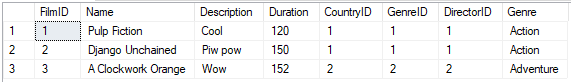 FilmID Name Description Duration CountryID GenreID DirectorID Genre
1 1 Pulp Fiction Cool 120 1 1 1 Action
2 2 Django Unchained Piw pow 150 1 1 1 Action
3 3 A Clockwork Orange Wow 152 2 2 2 Adventure